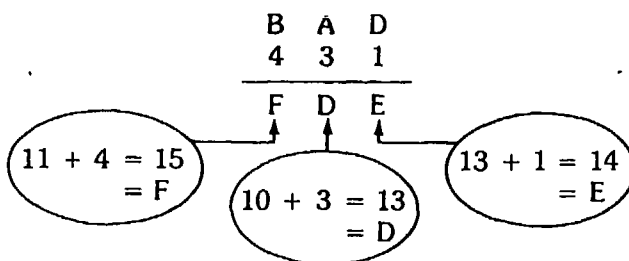 B A D
4 3 1
F D E
11 + 4 = 15
= F
10 + 3 = 13
= D
13 + 1 = 14
= E